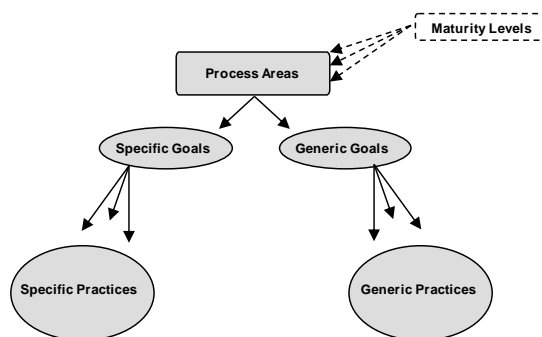 Maturity Levels
Process Areas
Specific Goals
Generic Goals
Specific Practices
Generic Practices